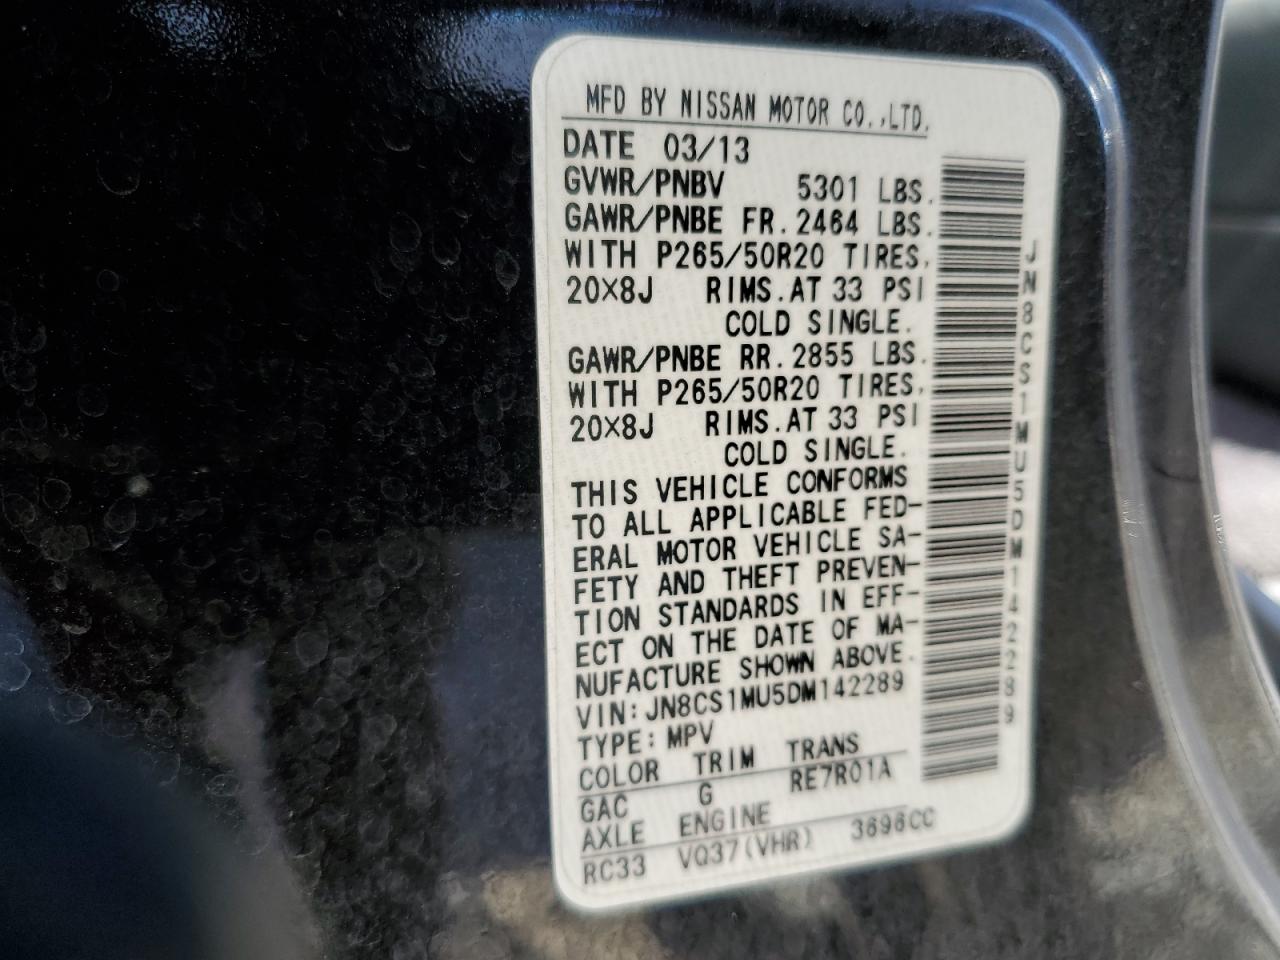 MFD BY NISSAN MOTOR CO.,LTD.
DATE 03/13
GVWR/PNBV 5301 LBS.
GAWR/PNBE FR. 2464 LBS.
WITH P265/50R20 TIRES,
20×8J RIMS. AT 33 PSI
COLD SINGLE.
GAWR/PNBE RR. 2855 LBS.
WITH P265/50R20 TIRES,
20×8J RIMS. AT 33 PSI
COLD SINGLE.
THIS VEHICLE CONFORMS
TO ALL APPLICABLE FED-
ERAL MOTOR VEHICLE SA-
FETY AND THEFT PREVEN-
TION STANDARDS IN EFF-
ECT ON THE DATE OF MA-
NUFACTURE SHOWN ABOVE.
VIN: JN8CS1MU5DM142289
TYPE: MPV
COLOR TRIM TRANS
GAC G RE7R01A
AXLE ENGINE
RC33 VQ37(VHR) 3696CC
JN8CS1MU5DM142289